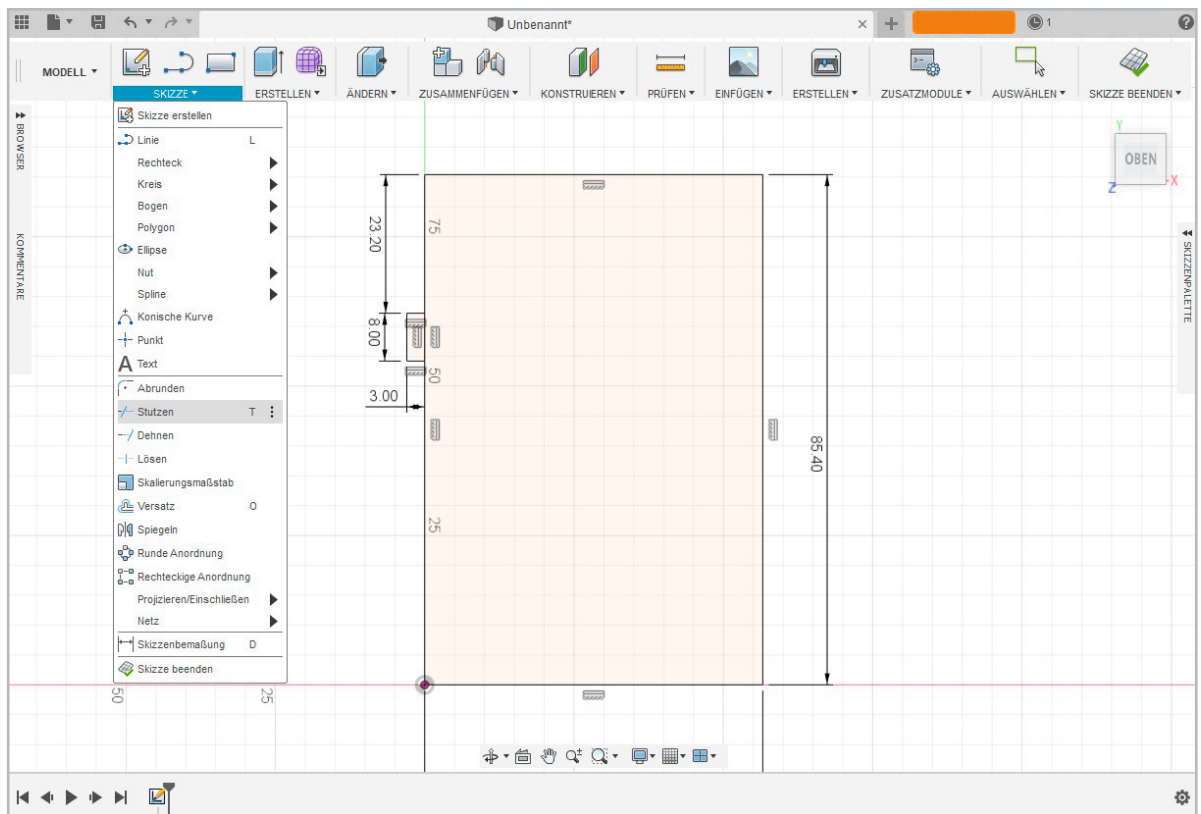 Unbenannt*
1
MODELL
SKIZZE
ERSTELLEN
ÄNDERN
ZUSAMMENFÜGEN
KONSTRUIEREN
PRÜFEN
EINFÜGEN
ERSTELLEN
ZUSATZMODULE
AUSWÄHLEN
SKIZZE BEENDEN
BROWSER
KOMMENTARE
Skizze erstellen
Linie L
Rechteck
Kreis
Bogen
Polygon
Ellipse
Nut
Spline
Konische Kurve
Punkt
Text
Abrunden
Stutzen T
Dehnen
Lösen
Skalierungsmaßstab
Versatz O
Spiegeln
Runde Anordnung
Rechteckige Anordnung
Projizieren/Einschließen
Netz
Skizzenbemaßung D
Skizze beenden
23.20
8.00
3.00
85.40
75
50
25
50
25
Y
OBEN
Z
X
SKIZZENPALETTE